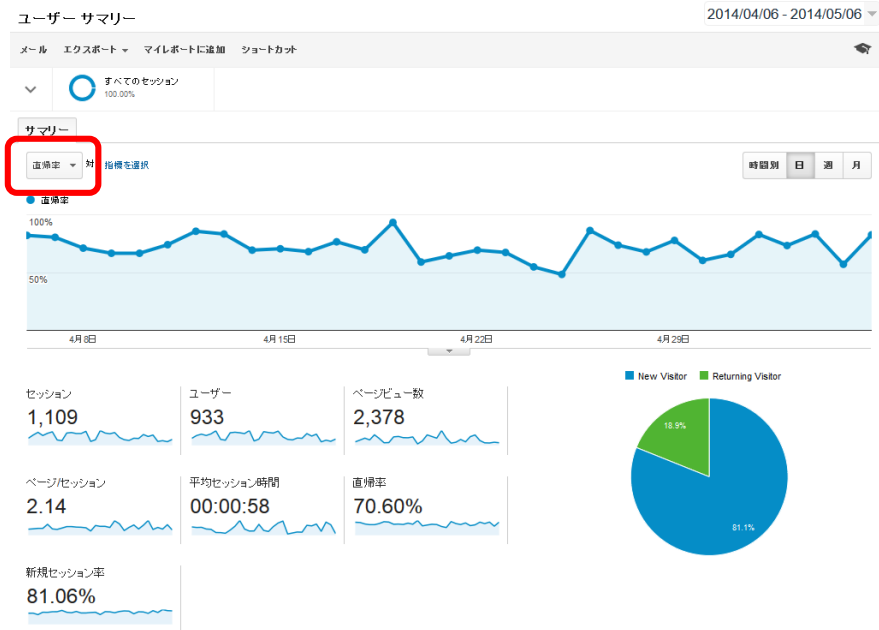 ユーザー サマリー
2014/04/06 - 2014/05/06
メール エクスポート マイレポートに追加 ショートカット
すべてのセッション
100.00%
サマリー
直帰率 対 指標を選択
時間別 日 週 月
直帰率
100%
50%
4月8日 4月15日 4月22日 4月29日
New Visitor Returning Visitor
セッション
1,109
ユーザー
933
ページビュー数
2,378
ページ/セッション
2.14
平均セッション時間
00:00:58
直帰率
70.60%
新規セッション率
81.06%
18.9%
81.1%